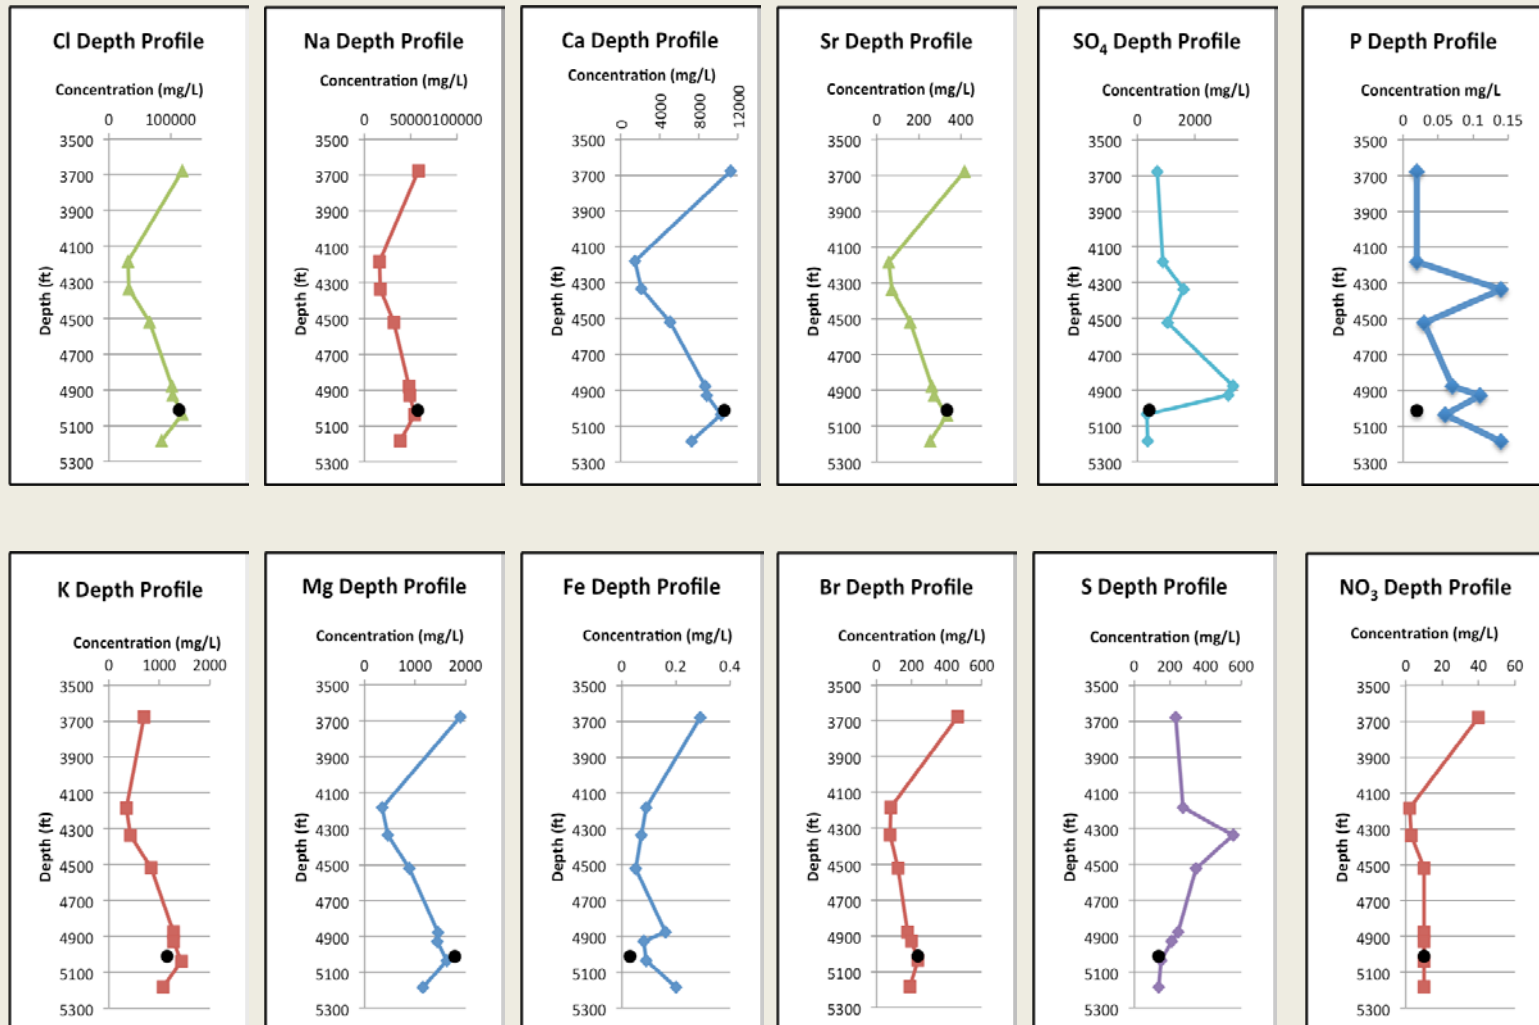 Cl Depth Profile
Concentration (mg/L)
0 100000
3500
3700
3900
4100
4300
4500
4700
4900
5100
5300
Depth (ft)
Na Depth Profile
Concentration (mg/L)
0 50000 100000
3500
3700
3900
4100
4300
4500
4700
4900
5100
5300
Depth (ft)
Ca Depth Profile
Concentration (mg/L)
0 4000 8000 12000
3500
3700
3900
4100
4300
4500
4700
4900
5100
5300
Depth (ft)
Sr Depth Profile
Concentration (mg/L)
0 200 400
3500
3700
3900
4100
4300
4500
4700
4900
5100
5300
Depth (ft)
SO4 Depth Profile
Concentration (mg/L)
0 2000
3500
3700
3900
4100
4300
4500
4700
4900
5100
5300
Depth (ft)
P Depth Profile
Concentration mg/L
0 0.05 0.1 0.15
3500
3700
3900
4100
4300
4500
4700
4900
5100
5300
Depth (ft)
K Depth Profile
Concentration (mg/L)
0 1000 2000
3500
3700
3900
4100
4300
4500
4700
4900
5100
5300
Depth (ft)
Mg Depth Profile
Concentration (mg/L)
0 1000 2000
3500
3700
3900
4100
4300
4500
4700
4900
5100
5300
Depth (ft)
Fe Depth Profile
Concentration (mg/L)
0 0.2 0.4
3500
3700
3900
4100
4300
4500
4700
4900
5100
5300
Depth (ft)
Br Depth Profile
Concentration (mg/L)
0 200 400 600
3500
3700
3900
4100
4300
4500
4700
4900
5100
5300
Depth (ft)
S Depth Profile
Concentration (mg/L)
0 200 400 600
3500
3700
3900
4100
4300
4500
4700
4900
5100
5300
Depth (ft)
NO3 Depth Profile
Concentration (mg/L)
0 20 40 60
3500
3700
3900
4100
4300
4500
4700
4900
5100
5300
Depth (ft)